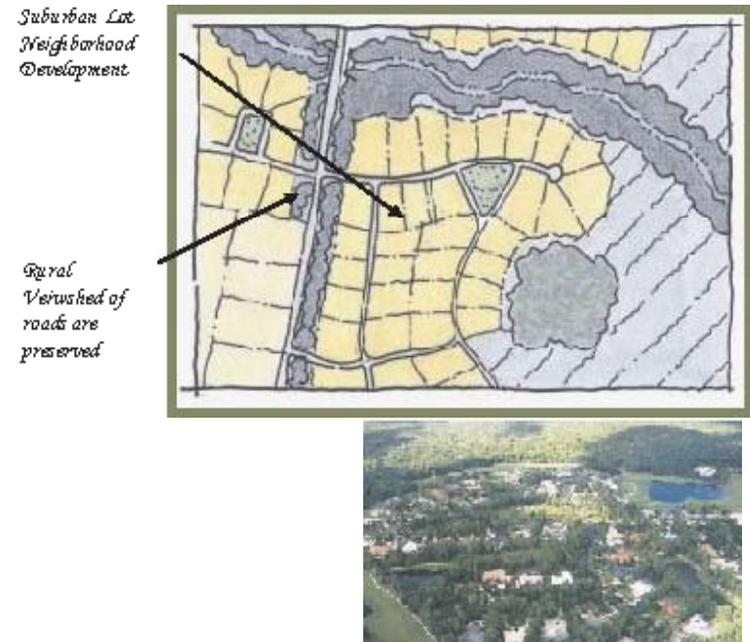 Suburban Lot
Neighborhood
Development
Rural
Veiwshed of
roads are
preserved